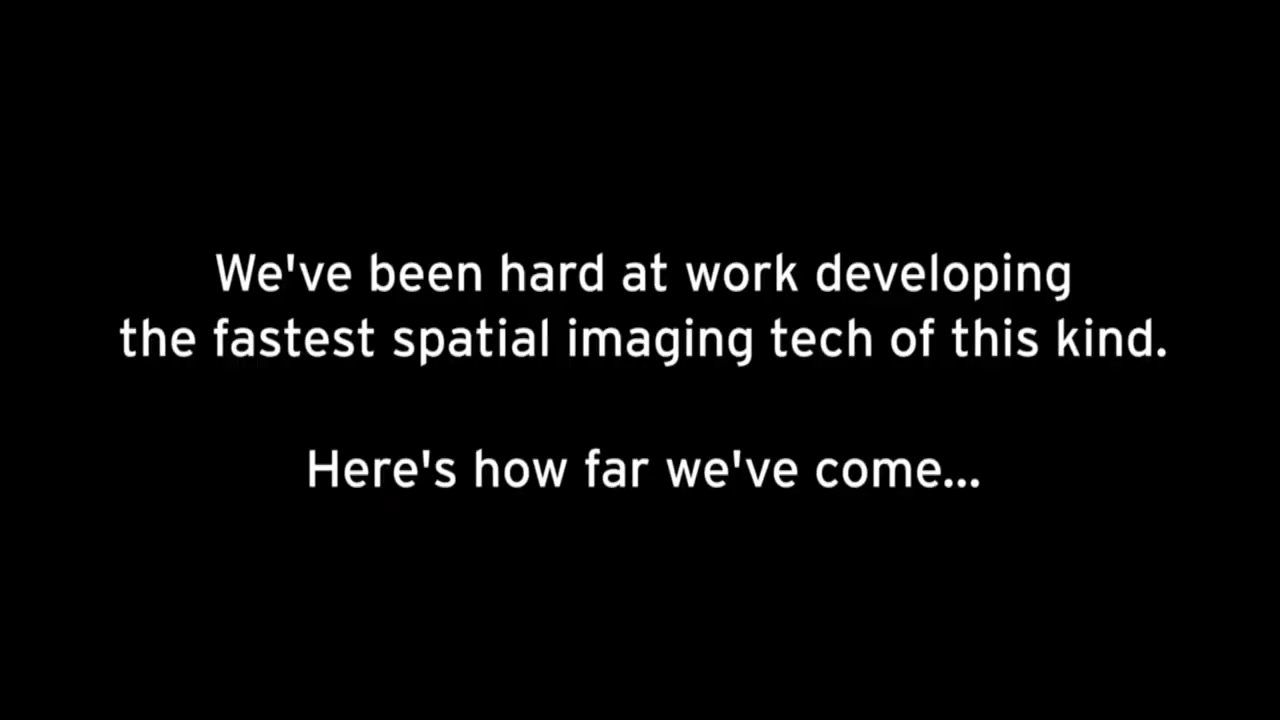 We've been hard at work developing
the fastest spatial imaging tech of this kind.
Here's how far we've come...